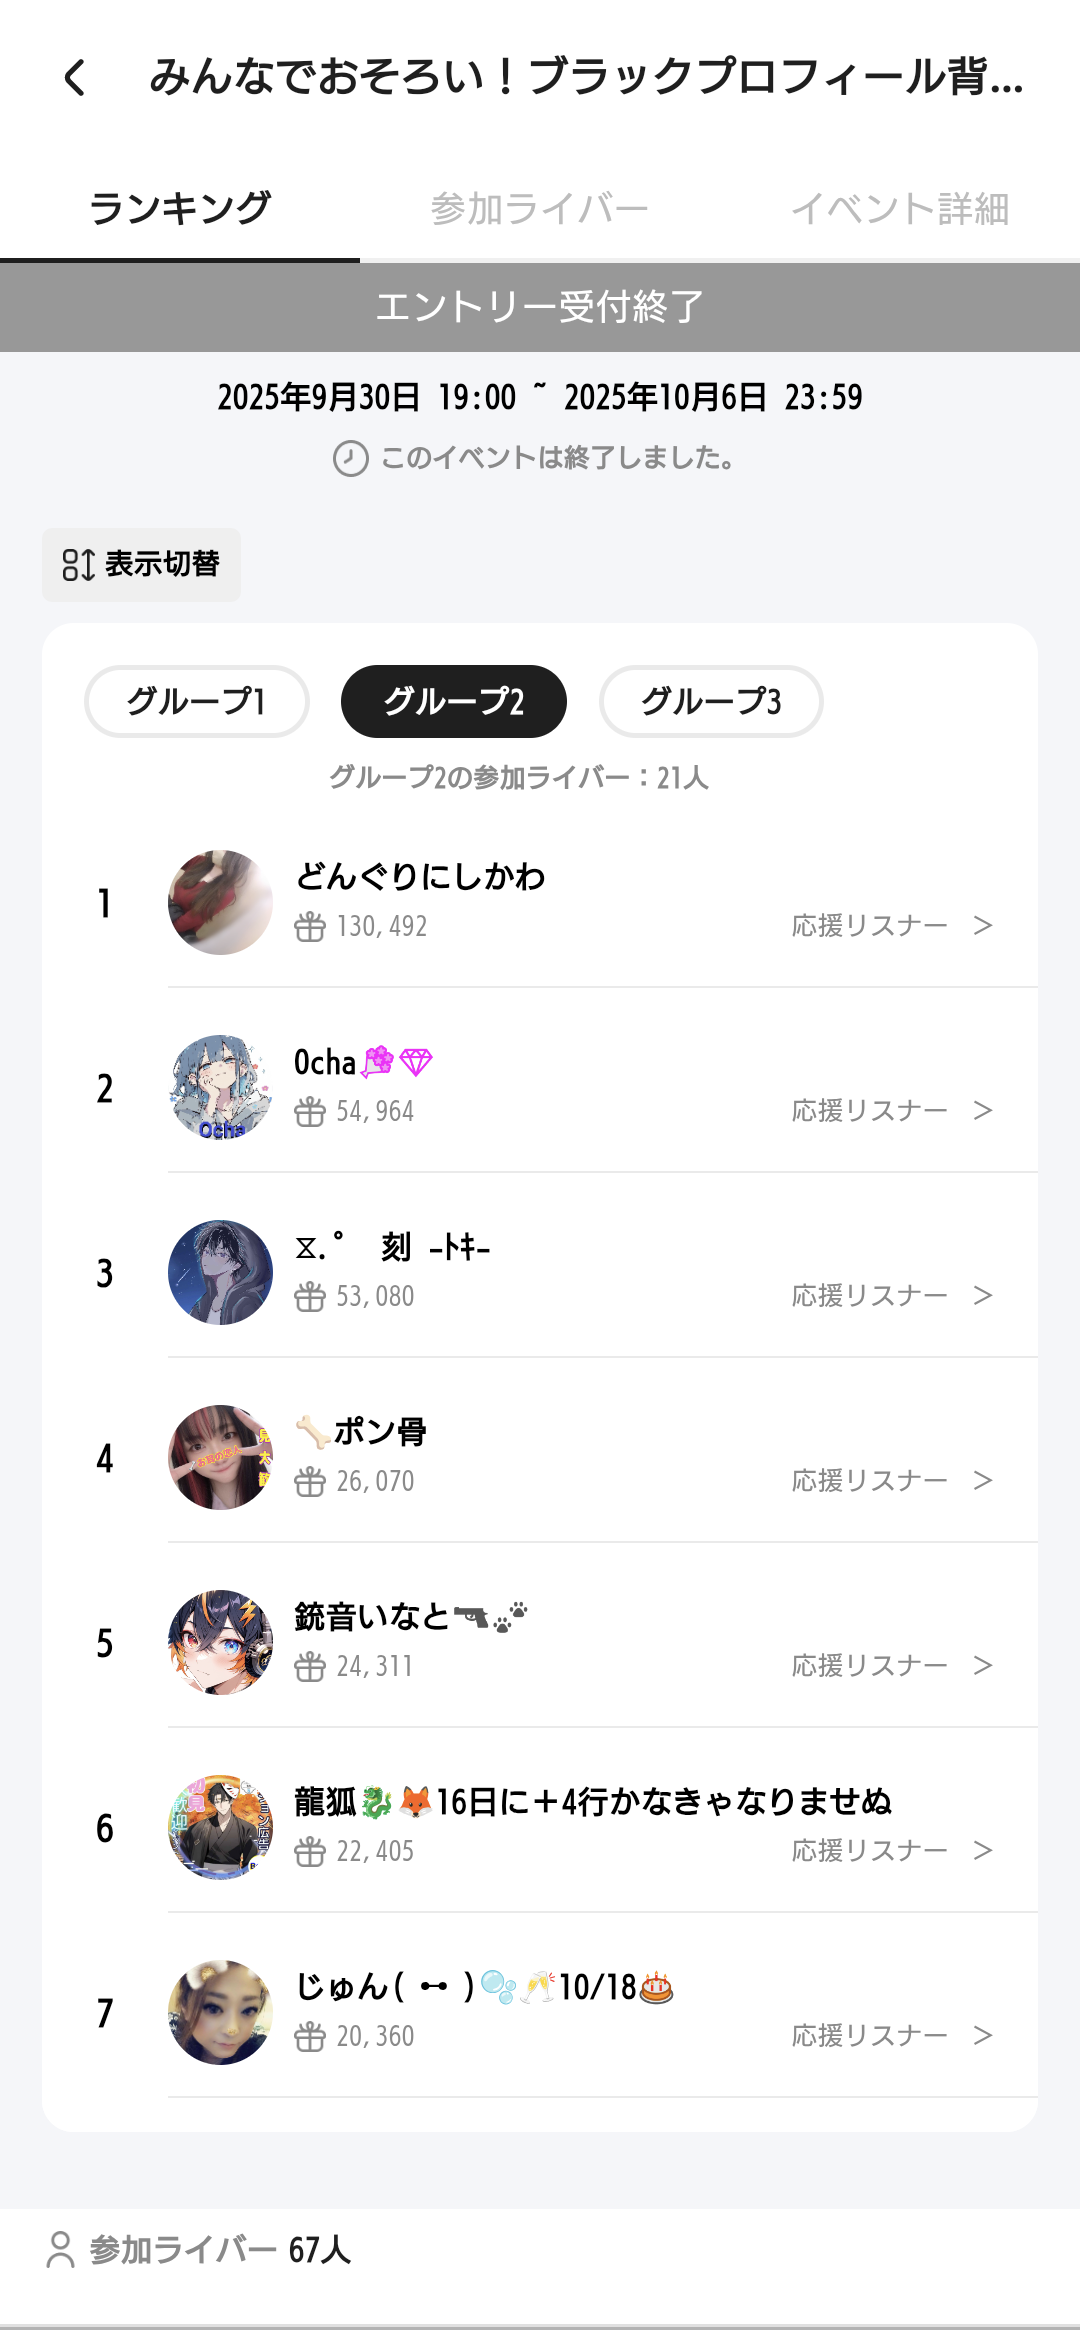 みんなでおそろい！ブラックプロフィール背...
ランキング 参加ライバー イベント詳細
エントリー受付終了
2025年9月30日 19:00 ~ 2025年10月6日 23:59
このイベントは終了しました。
表示切替
グループ1 グループ2 グループ3
グループ2の参加ライバー：21人
1 どんぐりにしかわ
130,492 応援リスナー >
2 Ocha💐💎
Ocha
54,964 応援リスナー >
3 ⧖.ﾟ 刻 -ﾄｷ-
53,080 応援リスナー >
4 🦴ポン骨
26,070 応援リスナー >
5 銃音いなと🔫🐾
24,311 応援リスナー >
6 龍狐🐉🦊16日に＋4行かなきゃなりませぬ
22,405 応援リスナー >
7 じゅん( ⊷ )🫧🥂10/18🎂
20,360 応援リスナー >
参加ライバー 67人